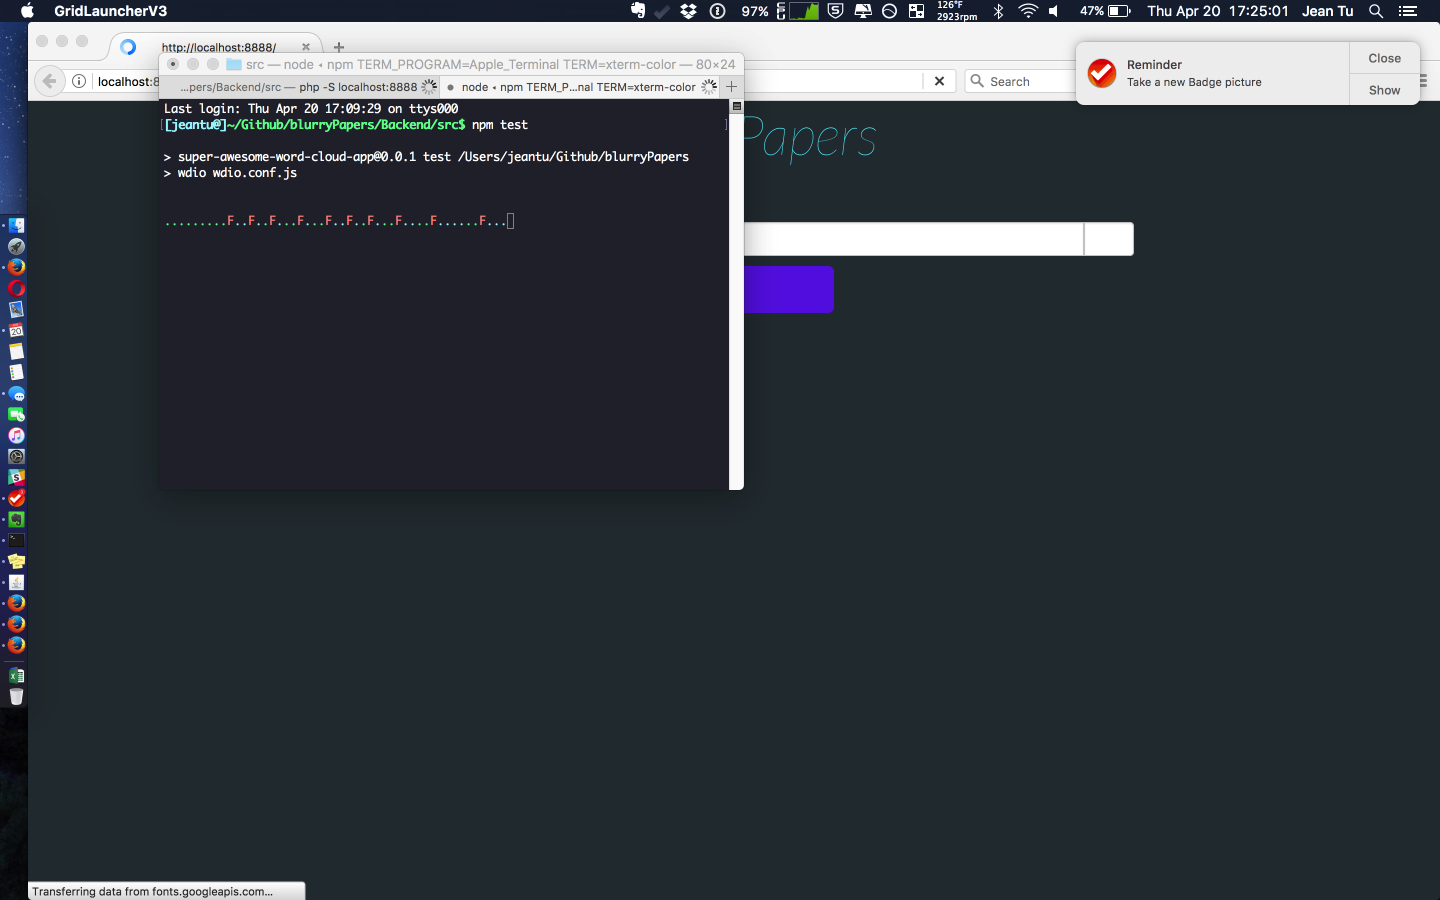 GridLauncherV3
97%
126°F
2923rpm
47%
Thu Apr 20 17:25:01
Jean Tu
http://localhost:8888/
src — node ◂ npm TERM_PROGRAM=Apple_Terminal TERM=xterm-color — 80×24
localhost:8
...pers/Backend/src — php -S localhost:8888
node ◂ npm TERM_P...nal TERM=xterm-color
Search
Reminder
Take a new Badge picture
Close
Show
Last login: Thu Apr 20 17:09:29 on ttys000
[[jeantu@]~/Github/blurryPapers/Backend/src$ npm test ]
> super-awesome-word-cloud-app@0.0.1 test /Users/jeantu/Github/blurryPapers
> wdio wdio.conf.js
.........F..F..F...F...F..F..F...F....F......F...
Papers
20
Transferring data from fonts.googleapis.com...